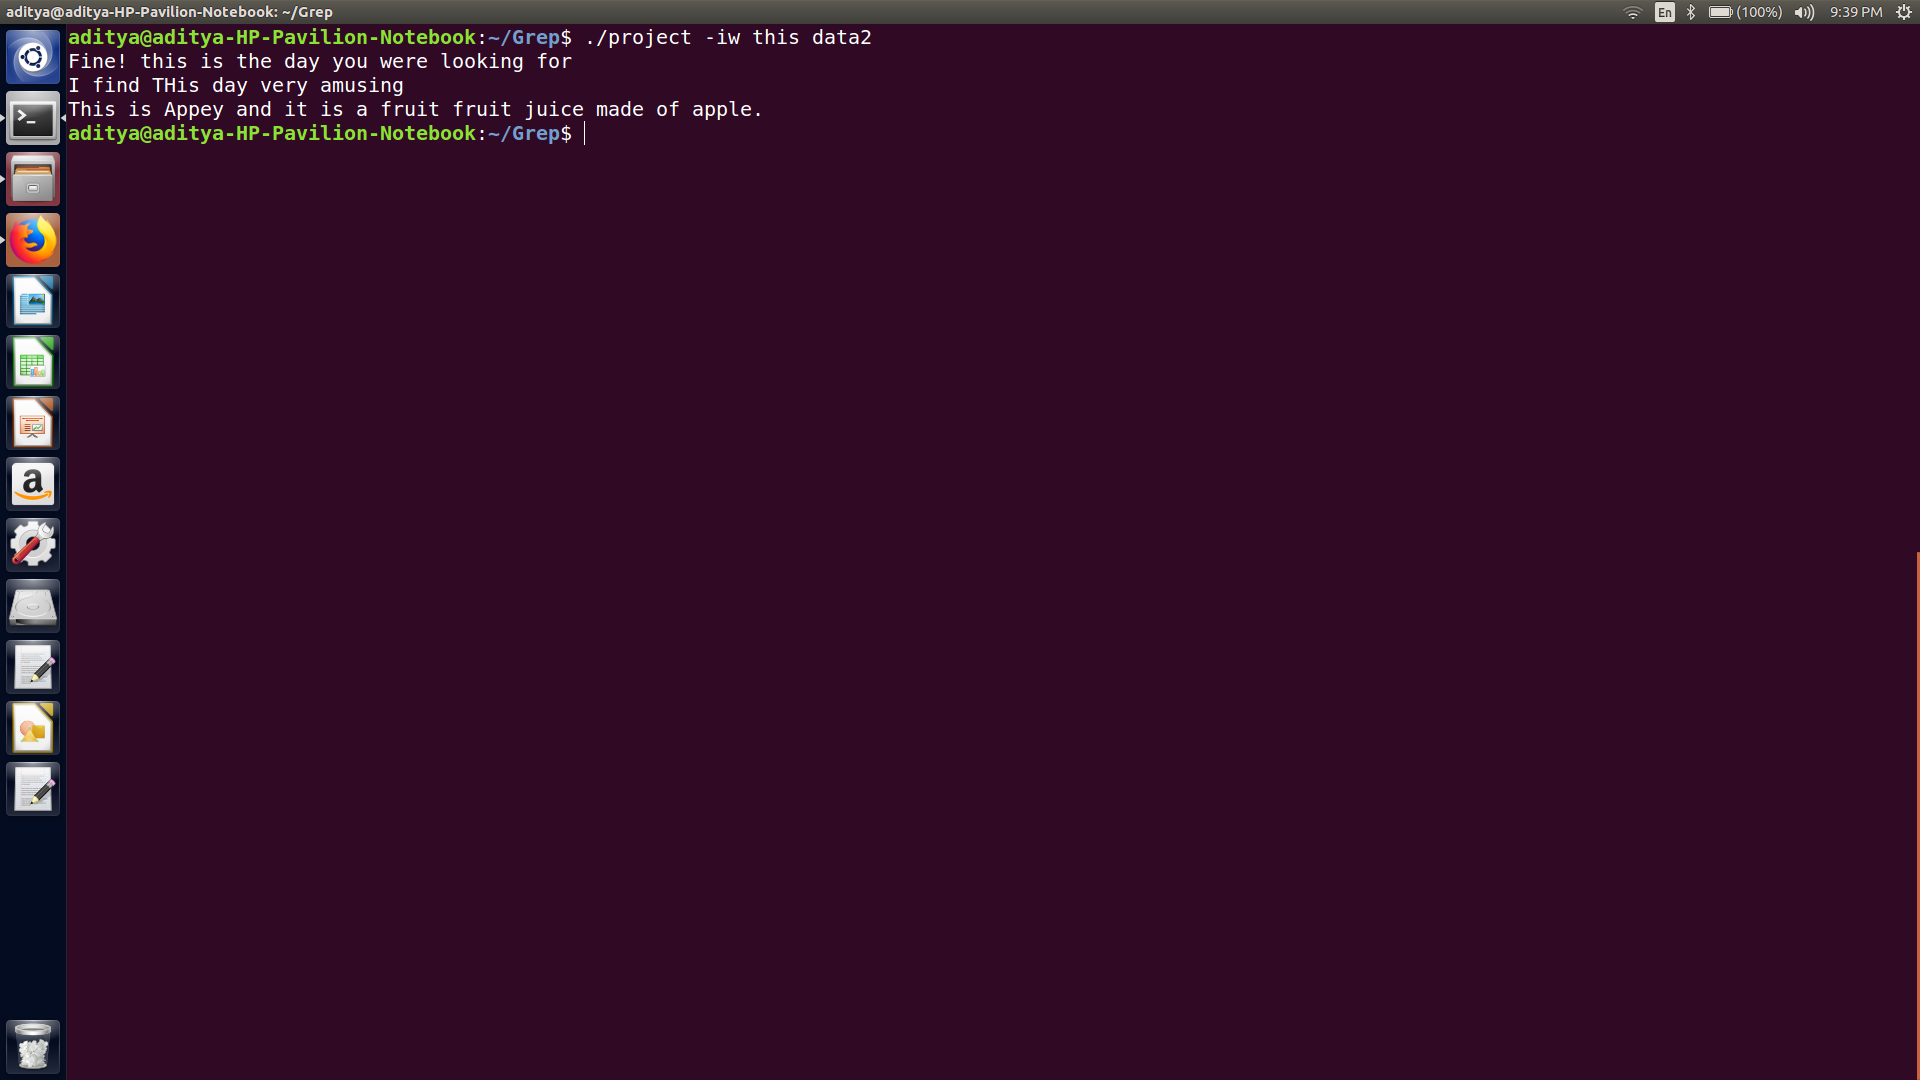 aditya@aditya-HP-Pavilion-Notebook: ~/Grep
En
(100%)
9:39 PM
aditya@aditya-HP-Pavilion-Notebook:~/Grep$ ./project -iw this data2
Fine! this is the day you were looking for
I find THis day very amusing
This is Appey and it is a fruit fruit juice made of apple.
aditya@aditya-HP-Pavilion-Notebook:~/Grep$
>_
a